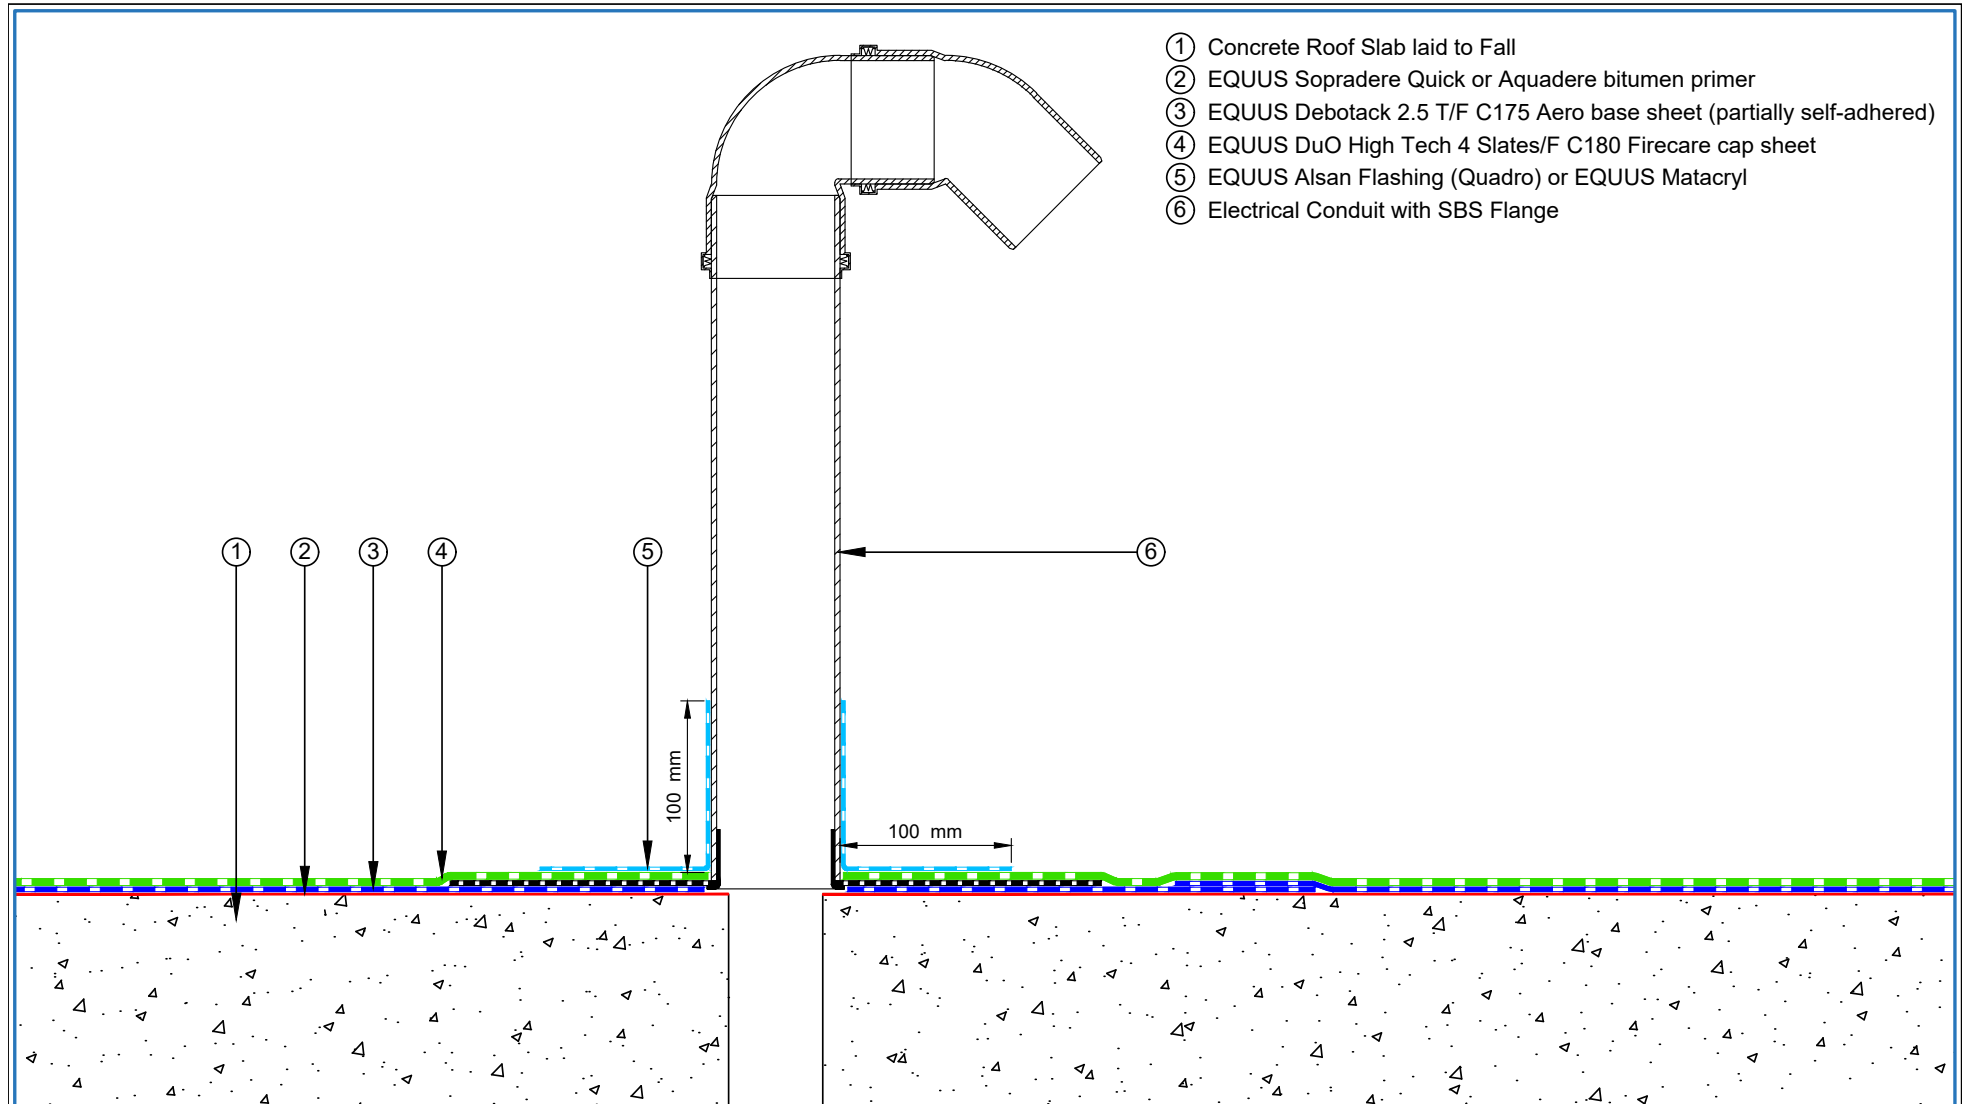 ① Concrete Roof Slab laid to Fall
② EQUUS Sopradere Quick or Aquadere bitumen primer
③ EQUUS Debotack 2.5 T/F C175 Aero base sheet (partially self-adhered)
④ EQUUS DuO High Tech 4 Slates/F C180 Firecare cap sheet
⑤ EQUUS Alsan Flashing (Quadro) or EQUUS Matacryl
⑥ Electrical Conduit with SBS Flange
① ② ③ ④ ⑤ ⑥
100 mm
100 mm